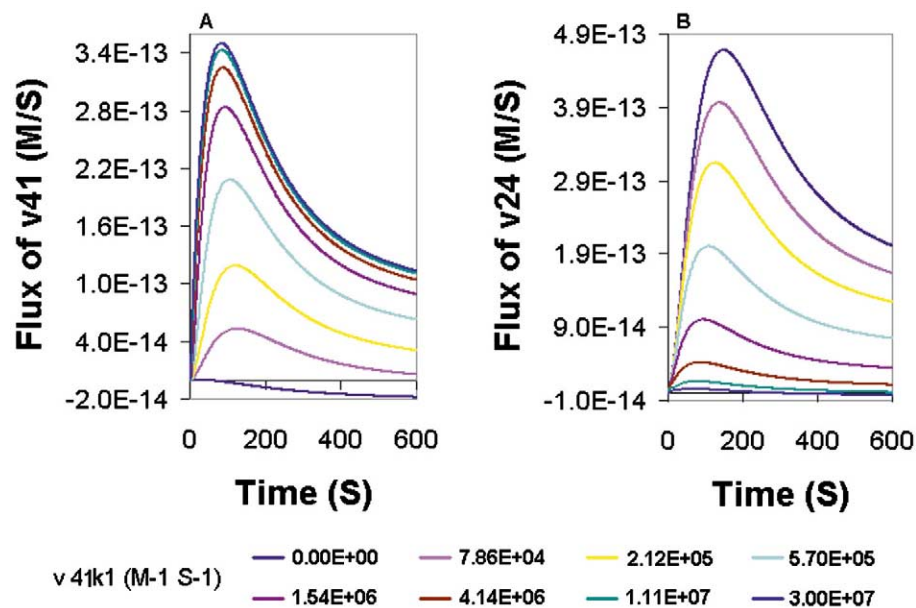 A
Flux of v41 (M/S)
3.4E-13
2.8E-13
2.2E-13
1.6E-13
1.0E-13
4.0E-14
-2.0E-14
0 200 400 600
Time (S)
B
Flux of v24 (M/S)
4.9E-13
3.9E-13
2.9E-13
1.9E-13
9.0E-14
-1.0E-14
0 200 400 600
Time (S)
v 41k1 (M-1 S-1)
0.00E+00 7.86E+04 2.12E+05 5.70E+05
1.54E+06 4.14E+06 1.11E+07 3.00E+07